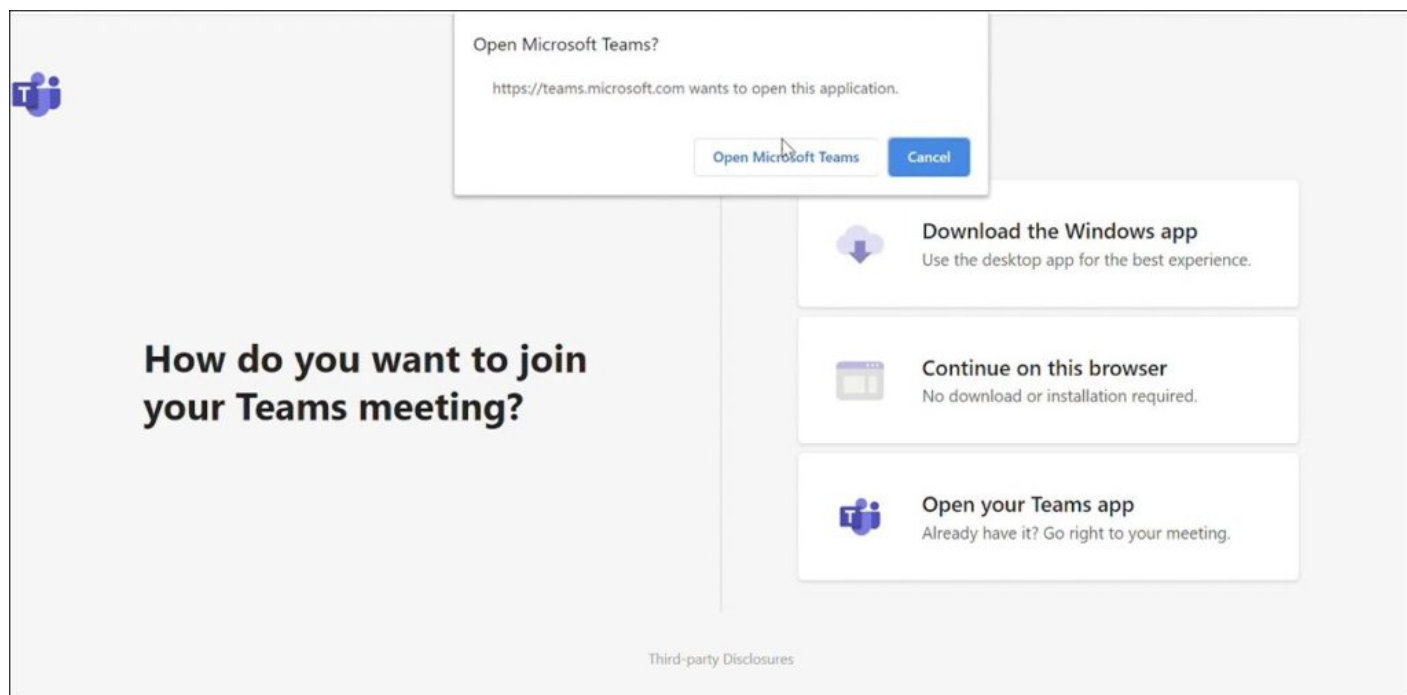 Open Microsoft Teams?
https://teams.microsoft.com wants to open this application.
Open Microsoft Teams
Cancel
T
Download the Windows app
Use the desktop app for the best experience.
How do you want to join
your Teams meeting?
Continue on this browser
No download or installation required.
T
Open your Teams app
Already have it? Go right to your meeting.
Third-party Disclosures